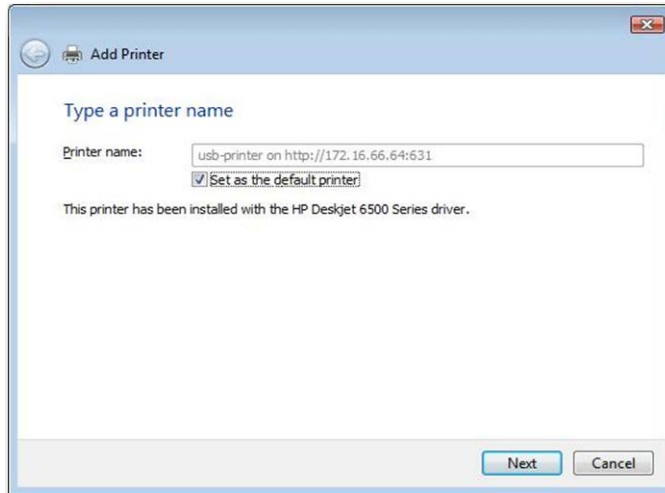 Add Printer
Type a printer name
Printer name:
usb-printer on http://172.16.66.64:631
Set as the default printer
This printer has been installed with the HP Deskjet 6500 Series driver.
Next
Cancel